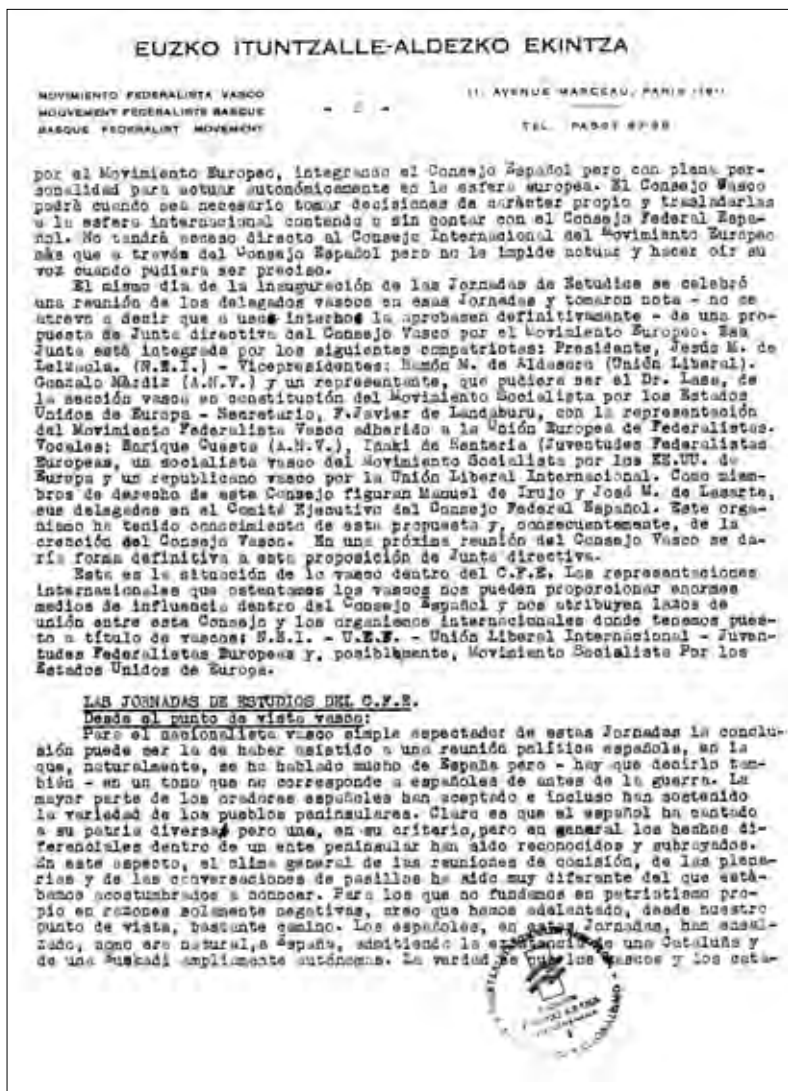 EUZKO ITUNTZALLE-ALDEZKO EKINTZA
MOVIMIENTO FEDERALISTA VASCO
MOUVEMENT FEDERALISTE BASQUE
BASQUE FEDERALIST MOVEMENT
- 2 -
11, AVENUE MARCEAU, PARIS (16e)
TEL. PASSY
por el Movimiento Europeo, integrando el Consejo Español pero con plena per-
sonalidad para actuar autonómicamente en la esfera europea. El Consejo Vasco
podrá cuando sea necesario tomar decisiones de carácter propio y trasladarlas
a la esfera internacional contando o sin contar con el Consejo Federal Espa-
ñol. No tendrá acceso directo al Consejo Internacional del Movimiento Europeo
más que a través del Consejo Español pero no le impide actuar y hacer oir su
voz cuando pudiera ser preciso.
El mismo día de la inauguración de las Jornadas de Estudios se celebró
una reunión de los delegados vascos en esas Jornadas y tomaron nota - no me
atrevo a decir que a usos internos la aprobasen definitivamente - de una pro-
puesta de Junta directiva del Consejo Vasco por el Movimiento Europeo. Esa
Junta está integrada por los siguientes compatriotas: Presidente, Jesús M. de
Leizaola. (N.E.I.) - Vicepresidentes: Ramón M. de Aldasoro (Unión Liberal).
Gonzalo Nárdiz (A.N.V.) y un representante, que pudiera ser el Dr. Lasa, de
la sección vasca en constitución del Movimiento Socialista por los Estados
Unidos de Europa - Secretario, F.Javier de Landaburu, con la representación
del Movimiento Federalista Vasco adherido a la Unión Europea de Federalistas.
Vocales: Enrique Cuesta (A.N.V.), Iñaki de Rentería (Juventudes Federalistas
Europeas, un socialista vasco del Movimiento Socialista por los EE.UU. de
Europa y un republicano vasco por la Unión Liberal Internacional. Como miem-
bros de derecho de este Consejo figuran Manuel de Irujo y José M. de Lasarte,
sus delegados en el Comité Ejecutivo del Consejo Federal Español. Este orga-
nismo ha tenido conocimiento de esta propuesta y, consecuentemente, de la
creación del Consejo Vasco. En una próxima reunión del Consejo Vasco se da-
ría forma definitiva a esta proposición de Junta directiva.
Esta es la situación de lo vasco dentro del C.F.E. Las representaciones
internacionales que ostentamos los vascos nos pueden proporcionar enormes
medios de influencia dentro del Consejo Español y nos atribuyen lazos de
unión entre este Consejo y los organismos internacionales donde tenemos pues-
to a título de vascos: N.E.I. - U.E.F. - Unión Liberal Internacional - Juven-
tudes Federalistas Europeas y, posiblemente, Movimiento Socialista Por los
Estados Unidos de Europa.
LAS JORNADAS DE ESTUDIOS DEL C.F.E.
Desde el punto de vista vasco:
Para el nacionalista vasco simple espectador de estas Jornadas la conclu-
sión puede ser la de haber asistido a una reunión política española, en la
que, naturalmente, se ha hablado mucho de España pero - hay que decirlo tam-
bién - en un tono que no corresponde a españoles de antes de la guerra. La
mayor parte de los oradores españoles han aceptado e incluso han sostenido
la variedad de los pueblos peninsulares. Claro es que el español ha cantado
a su patria diversa pero una, en su criterio, pero en general los hechos di-
ferenciales dentro de un ente peninsular han sido reconocidos y subrayados.
En este aspecto, el clima general de las reuniones de comisión, de las plena-
rias y de las conversaciones de pasillos ha sido muy diferente del que está-
bamos acostumbrados a conocer. Para los que no fundamos en patriotismo pro-
pio en razones solamente negativas, creo que hemos adelantado, desde nuestro
punto de vista, bastante camino. Los españoles, en estas Jornadas, han ensal-
zado, como era natural, a España, admitiendo la existencia de una Cataluña y
de una Euskadi ampliamente autónomas. La verdad es que los vascos y los cata-